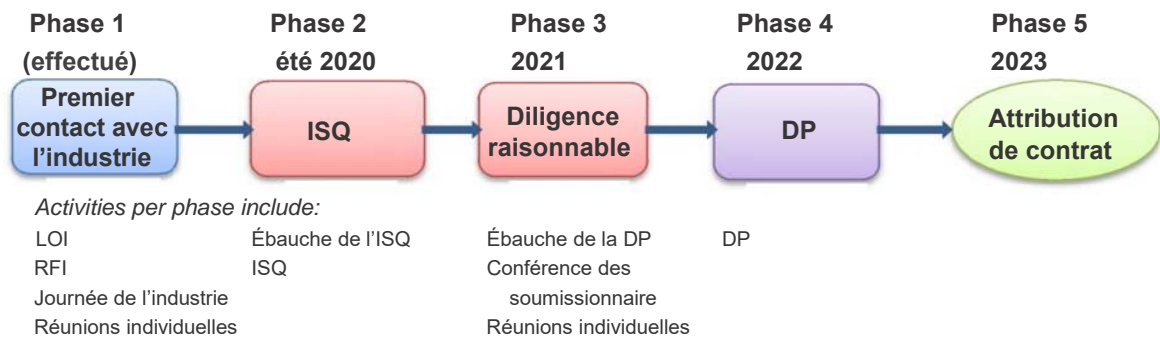 Phase 1
(effectué)
Phase 2
été 2020
Phase 3
2021
Phase 4
2022
Phase 5
2023
Premier
contact avec
l'industrie
ISQ
Diligence
raisonnable
DP
Attribution
de contrat
Activities per phase include:
LOI
RFI
Journée de l'industrie
Réunions individuelles
Ébauche de l'ISQ
ISQ
Ébauche de la DP
Conférence des
soumissionnaire
Réunions individuelles
DP